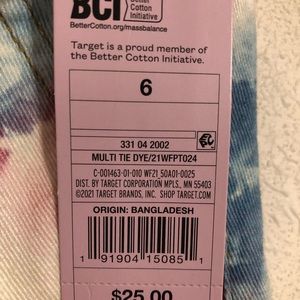 BCI Better
Cotton
Initiative
BetterCotton.org/massbalance
Target is a proud member of
the Better Cotton Initiative.
6
331 04 2002
MULTI TIE DYE/21WFPT024
C-001463-01-010 WFZ1_50A01-0025
DIST. BY TARGET CORPORATION MPLS., MN 55403
©2021 TARGET BRANDS, INC. SHOP TARGET.COM
ORIGIN: BANGLADESH
1 91904 15085 1
$25.00